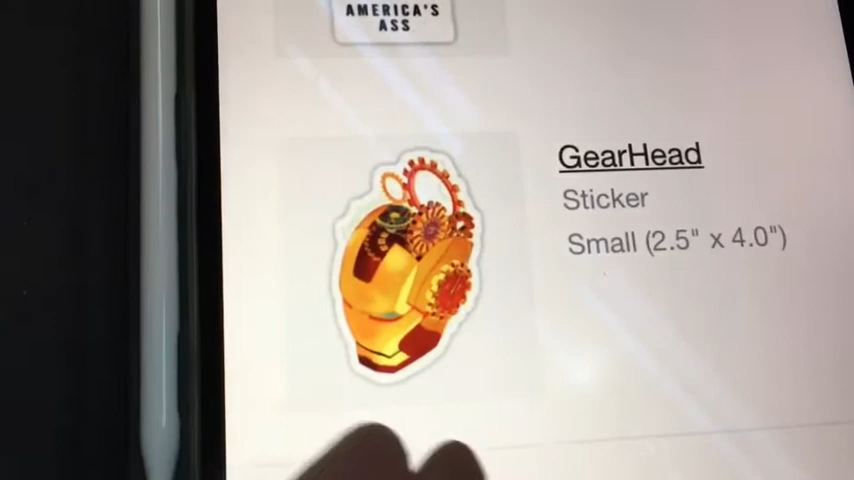 AMERICA'S
ASS
GearHead
Sticker
Small (2.5" x 4.0")